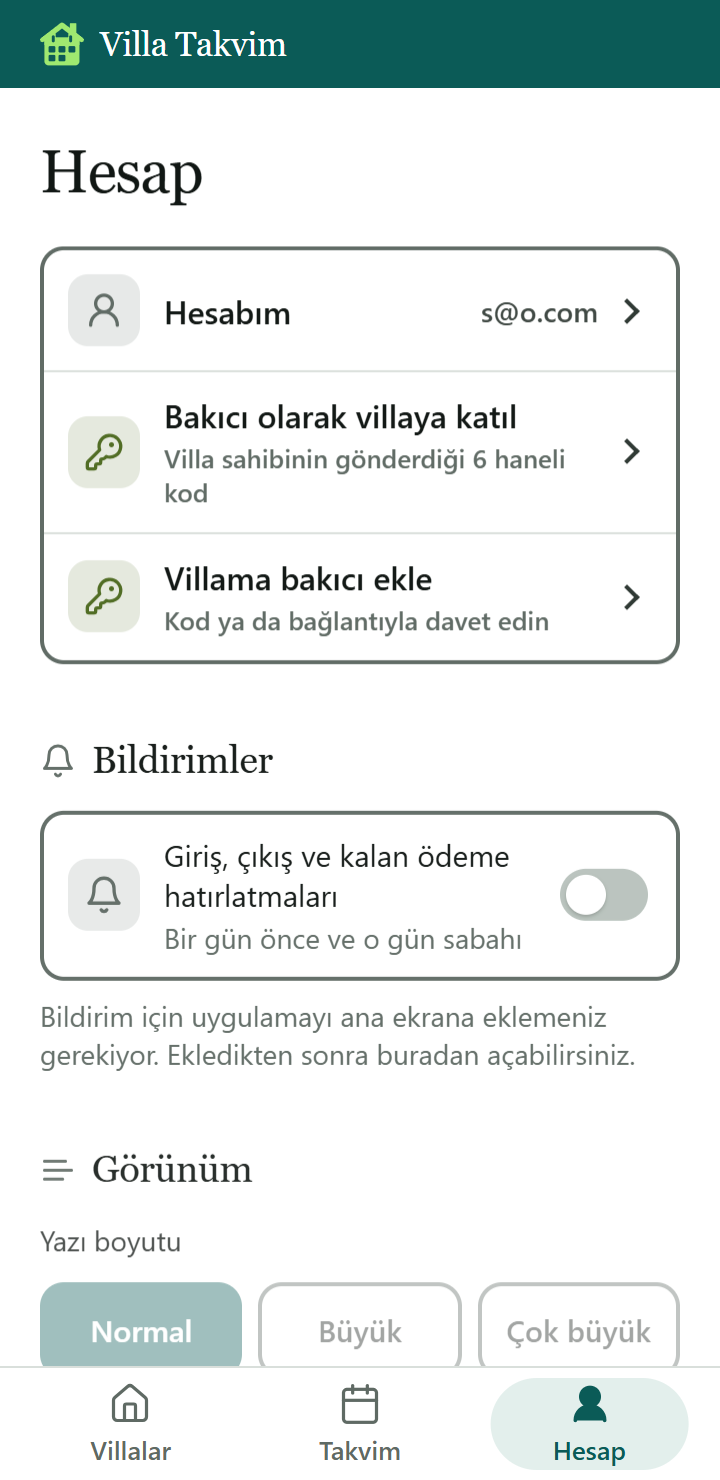 Villa Takvim
Hesap
Hesabım s@o.com
Bakıcı olarak villaya katıl
Villa sahibinin gönderdiği 6 haneli
kod
Villama bakıcı ekle
Kod ya da bağlantıyla davet edin
Bildirimler
Giriş, çıkış ve kalan ödeme
hatırlatmaları
Bir gün önce ve o gün sabahı
Bildirim için uygulamayı ana ekrana eklemeniz
gerekiyor. Ekledikten sonra buradan açabilirsiniz.
Görünüm
Yazı boyutu
Normal Büyük Çok büyük
Villalar Takvim Hesap